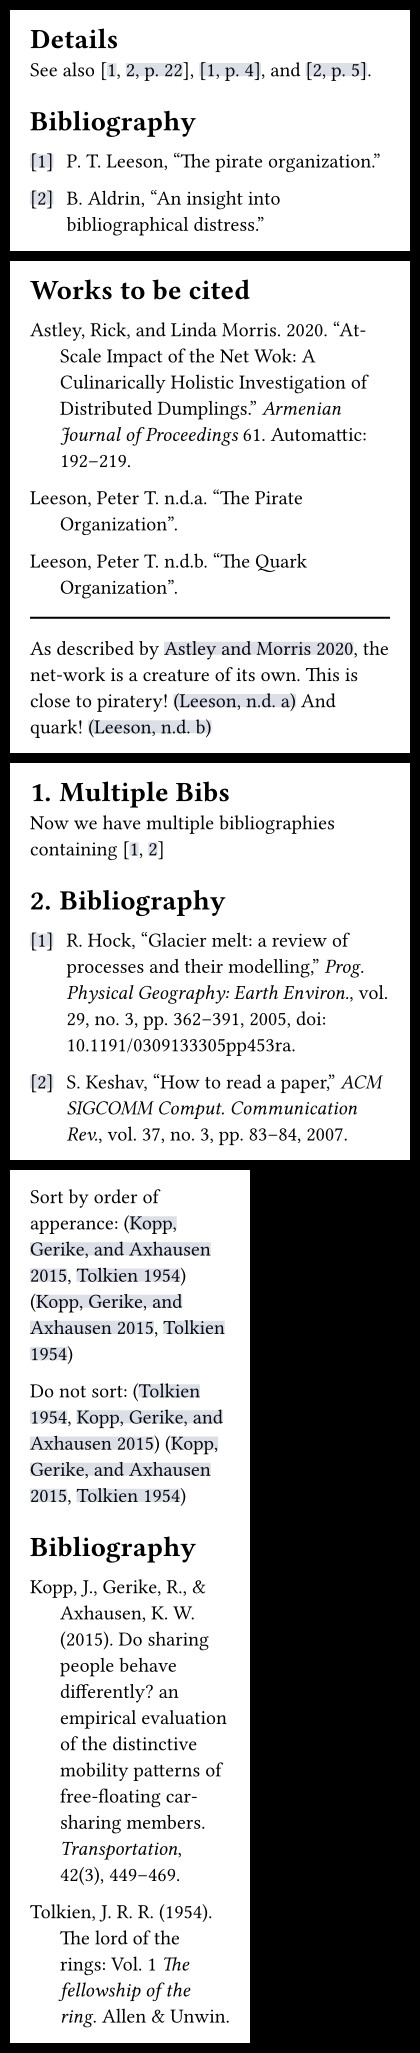 Details
See also [1, 2, p. 22], [1, p. 4], and [2, p. 5].
Bibliography
[1] P. T. Leeson, “The pirate organization.”
[2] B. Aldrin, “An insight into
bibliographical distress.”
Works to be cited
Astley, Rick, and Linda Morris. 2020. “At-
Scale Impact of the Net Wok: A
Culinarically Holistic Investigation of
Distributed Dumplings.” Armenian
Journal of Proceedings 61. Automattic:
192–219.
Leeson, Peter T. n.d.a. “The Pirate
Organization”.
Leeson, Peter T. n.d.b. “The Quark
Organization”.
As described by Astley and Morris 2020, the
net-work is a creature of its own. This is
close to piratery! (Leeson, n.d. a) And
quark! (Leeson, n.d. b)
1. Multiple Bibs
Now we have multiple bibliographies
containing [1, 2]
2. Bibliography
[1] R. Hock, “Glacier melt: a review of
processes and their modelling,” Prog.
Physical Geography: Earth Environ., vol.
29, no. 3, pp. 362–391, 2005, doi:
10.1191/0309133305pp453ra.
[2] S. Keshav, “How to read a paper,” ACM
SIGCOMM Comput. Communication
Rev., vol. 37, no. 3, pp. 83–84, 2007.
Sort by order of
apperance: (Kopp,
Gerike, and Axhausen
2015, Tolkien 1954)
(Kopp, Gerike, and
Axhausen 2015, Tolkien
1954)
Do not sort: (Tolkien
1954, Kopp, Gerike, and
Axhausen 2015) (Kopp,
Gerike, and Axhausen
2015, Tolkien 1954)
Bibliography
Kopp, J., Gerike, R., &
Axhausen, K. W.
(2015). Do sharing
people behave
differently? an
empirical evaluation
of the distinctive
mobility patterns of
free-floating car-
sharing members.
Transportation,
42(3), 449–469.
Tolkien, J. R. R. (1954).
The lord of the
rings: Vol. 1 The
fellowship of the
ring. Allen & Unwin.